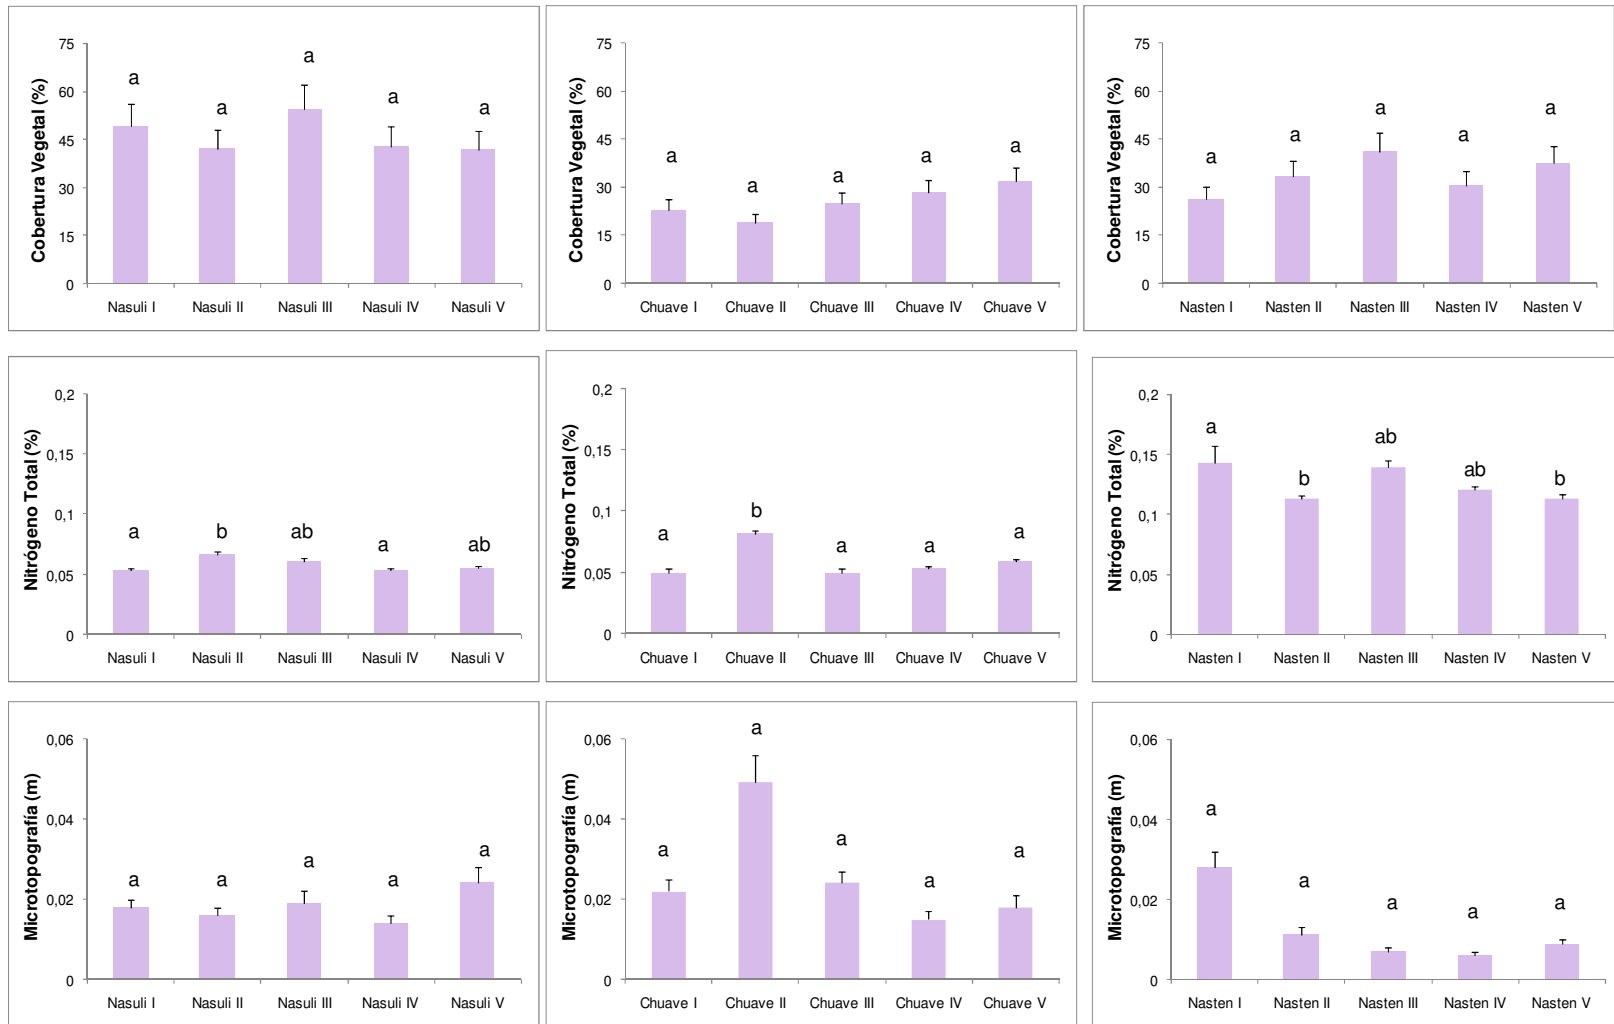 Cobertura Vegetal (%)
75
60
45
30
15
0
a a a a a
Nasuli I Nasuli II Nasuli III Nasuli IV Nasuli V
Cobertura Vegetal (%)
75
60
45
30
15
0
a a a a a
Chuave I Chuave II Chuave III Chuave IV Chuave V
Cobertura Vegetal (%)
75
60
45
30
15
0
a a a a a
Nasten I Nasten II Nasten III Nasten IV Nasten V
Nitrógeno Total (%)
0,2
0,15
0,1
0,05
0
a b ab a ab
Nasuli I Nasuli II Nasuli III Nasuli IV Nasuli V
Nitrógeno Total (%)
0,2
0,15
0,1
0,05
0
a b a a a
Chuave I Chuave II Chuave III Chuave IV Chuave V
Nitrógeno Total (%)
0,2
0,15
0,1
0,05
0
a b ab ab b
Nasten I Nasten II Nasten III Nasten IV Nasten V
Microtopografía (m)
0,06
0,04
0,02
0
a a a a a
Nasuli I Nasuli II Nasuli III Nasuli IV Nasuli V
Microtopografía (m)
0,06
0,04
0,02
0
a a a a a
Chuave I Chuave II Chuave III Chuave IV Chuave V
Microtopografía (m)
0,06
0,04
0,02
0
a a a a a
Nasten I Nasten II Nasten III Nasten IV Nasten V